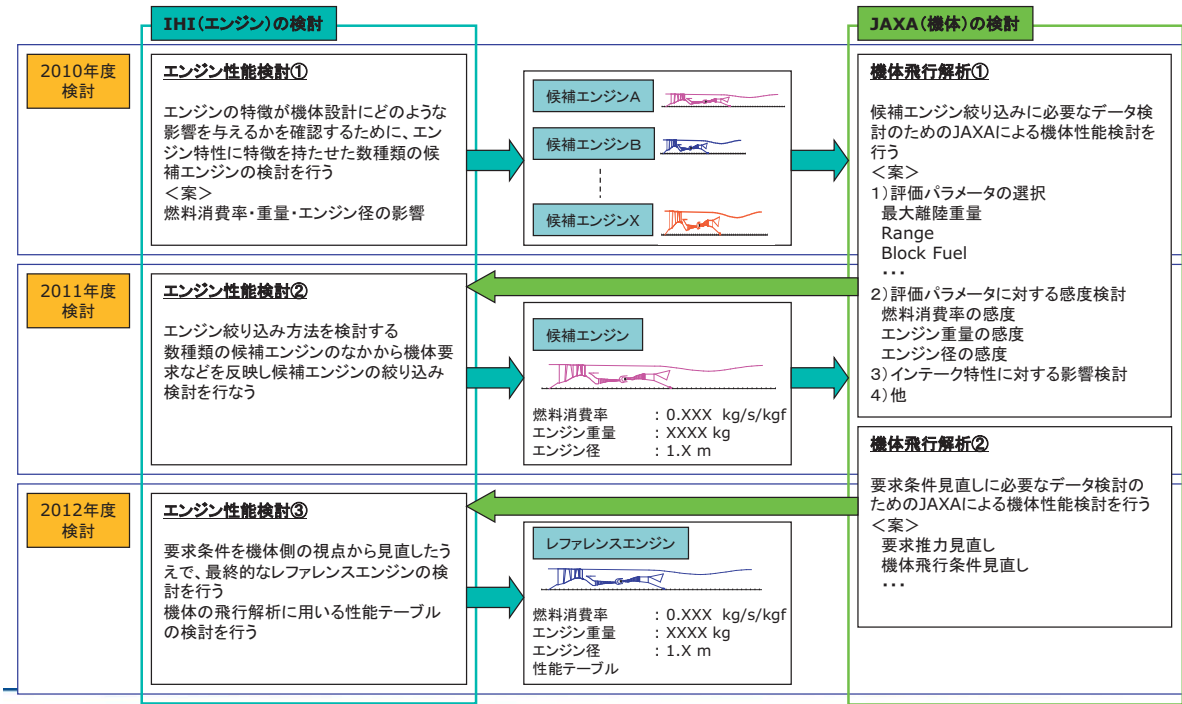 IHI(エンジン)の検討
JAXA(機体)の検討
2010年度
検討
エンジン性能検討①
エンジンの特徴が機体設計にどのような
影響を与えるかを確認するために、エン
ジン特性に特徴を持たせた数種類の候
補エンジンの検討を行う
<案>
燃料消費率・重量・エンジン径の影響
候補エンジンA
候補エンジンB
候補エンジンX
機体飛行解析①
候補エンジン絞り込みに必要なデータ検
討のためのJAXAによる機体性能検討を
行う
<案>
1)評価パラメータの選択
最大離陸重量
Range
Block Fuel
・・・
2)評価パラメータに対する感度検討
燃料消費率の感度
エンジン重量の感度
エンジン径の感度
3)インテーク特性に対する影響検討
4)他
2011年度
検討
エンジン性能検討②
エンジン絞り込み方法を検討する
数種類の候補エンジンのなかから機体要
求などを反映し候補エンジンの絞り込み
検討を行なう
候補エンジン
燃料消費率 : 0.XXX kg/s/kgf
エンジン重量 : XXXX kg
エンジン径 : 1.X m
機体飛行解析②
要求条件見直しに必要なデータ検討の
ためのJAXAによる機体性能検討を行う
<案>
要求推力見直し
機体飛行条件見直し
・・・
2012年度
検討
エンジン性能検討③
要求条件を機体側の視点から見直したう
えで、最終的なレファレンスエンジンの検
討を行う
機体の飛行解析に用いる性能テーブル
の検討を行う
レファレンスエンジン
燃料消費率 : 0.XXX kg/s/kgf
エンジン重量 : XXXX kg
エンジン径 : 1.X m
性能テーブル